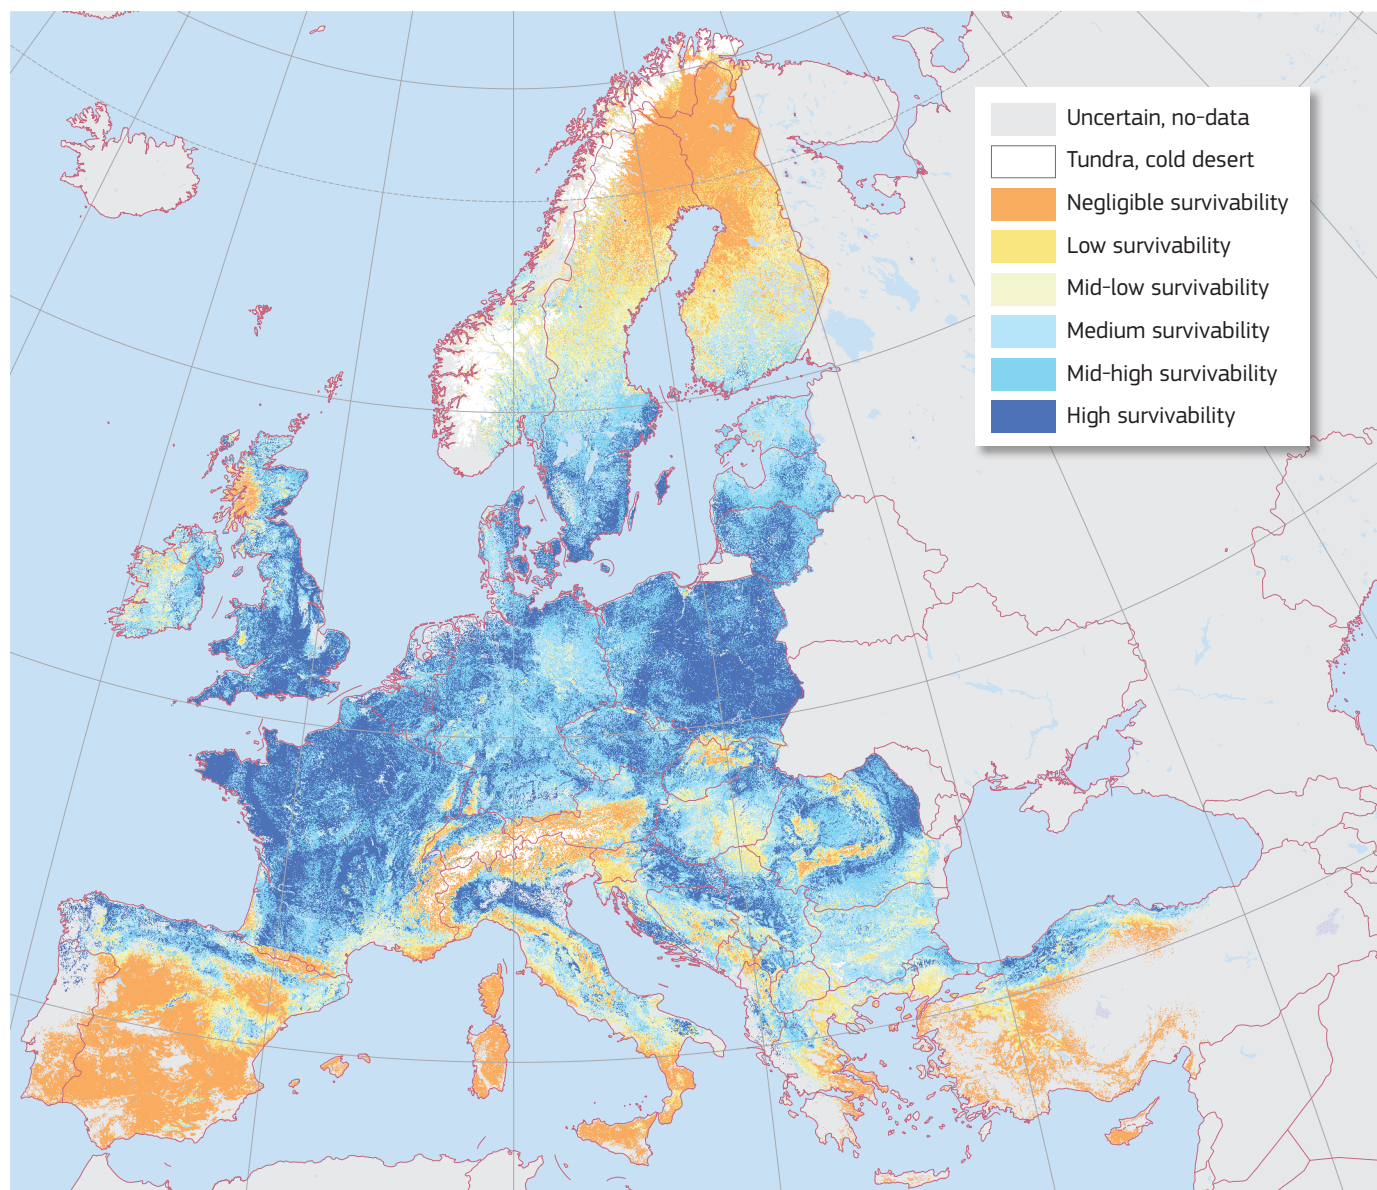 Uncertain, no-data
Tundra, cold desert
Negligible survivability
Low survivability
Mid-low survivability
Medium survivability
Mid-high survivability
High survivability